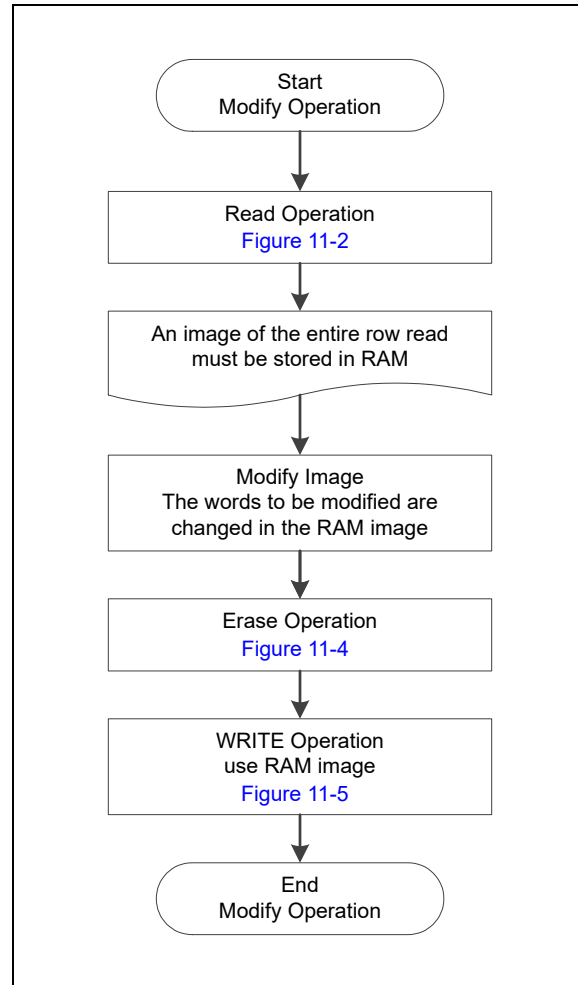 Start
Modify Operation
Read Operation
Figure 11-2
An image of the entire row read
must be stored in RAM
Modify Image
The words to be modified are
changed in the RAM image
Erase Operation
Figure 11-4
WRITE Operation
use RAM image
Figure 11-5
End
Modify Operation